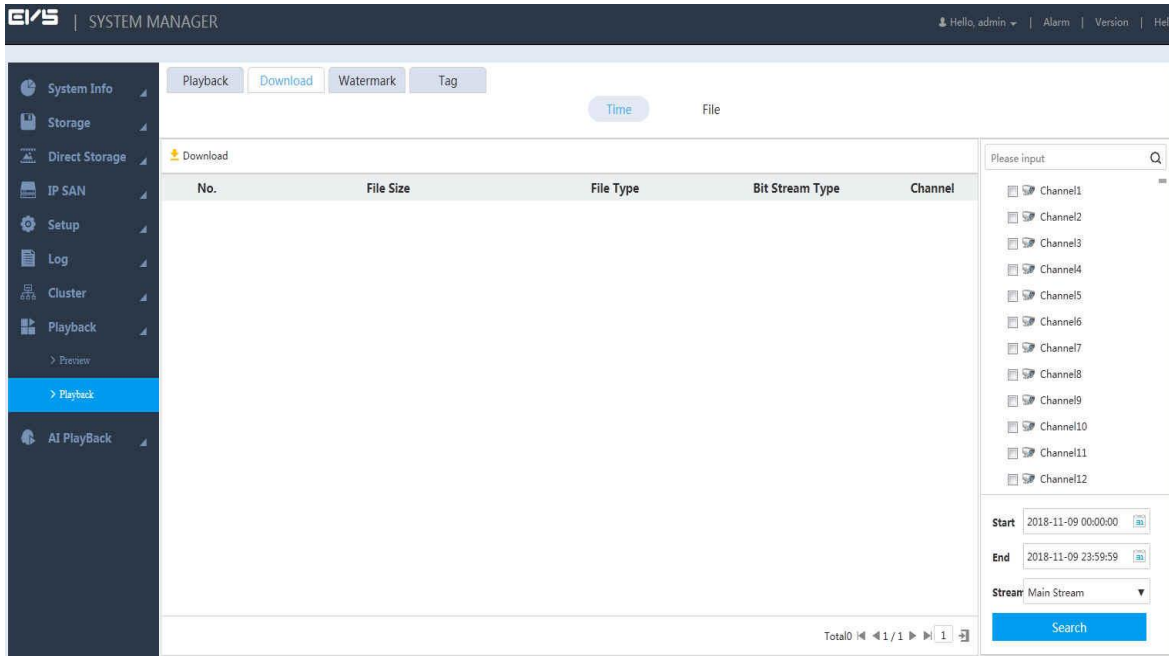 EVS | SYSTEM MANAGER
Hello, admin | Alarm | Version | Hel
System Info
Storage
Direct Storage
IP SAN
Setup
Log
Cluster
Playback
> Preview
> Playback
AI PlayBack
Playback Download Watermark Tag
Time File
Download
No. File Size File Type Bit Stream Type Channel
Total0 1 / 1 1
Please input
Channel1
Channel2
Channel3
Channel4
Channel5
Channel6
Channel7
Channel8
Channel9
Channel10
Channel11
Channel12
Start 2018-11-09 00:00:00 31
End 2018-11-09 23:59:59 31
Stream Main Stream
Search